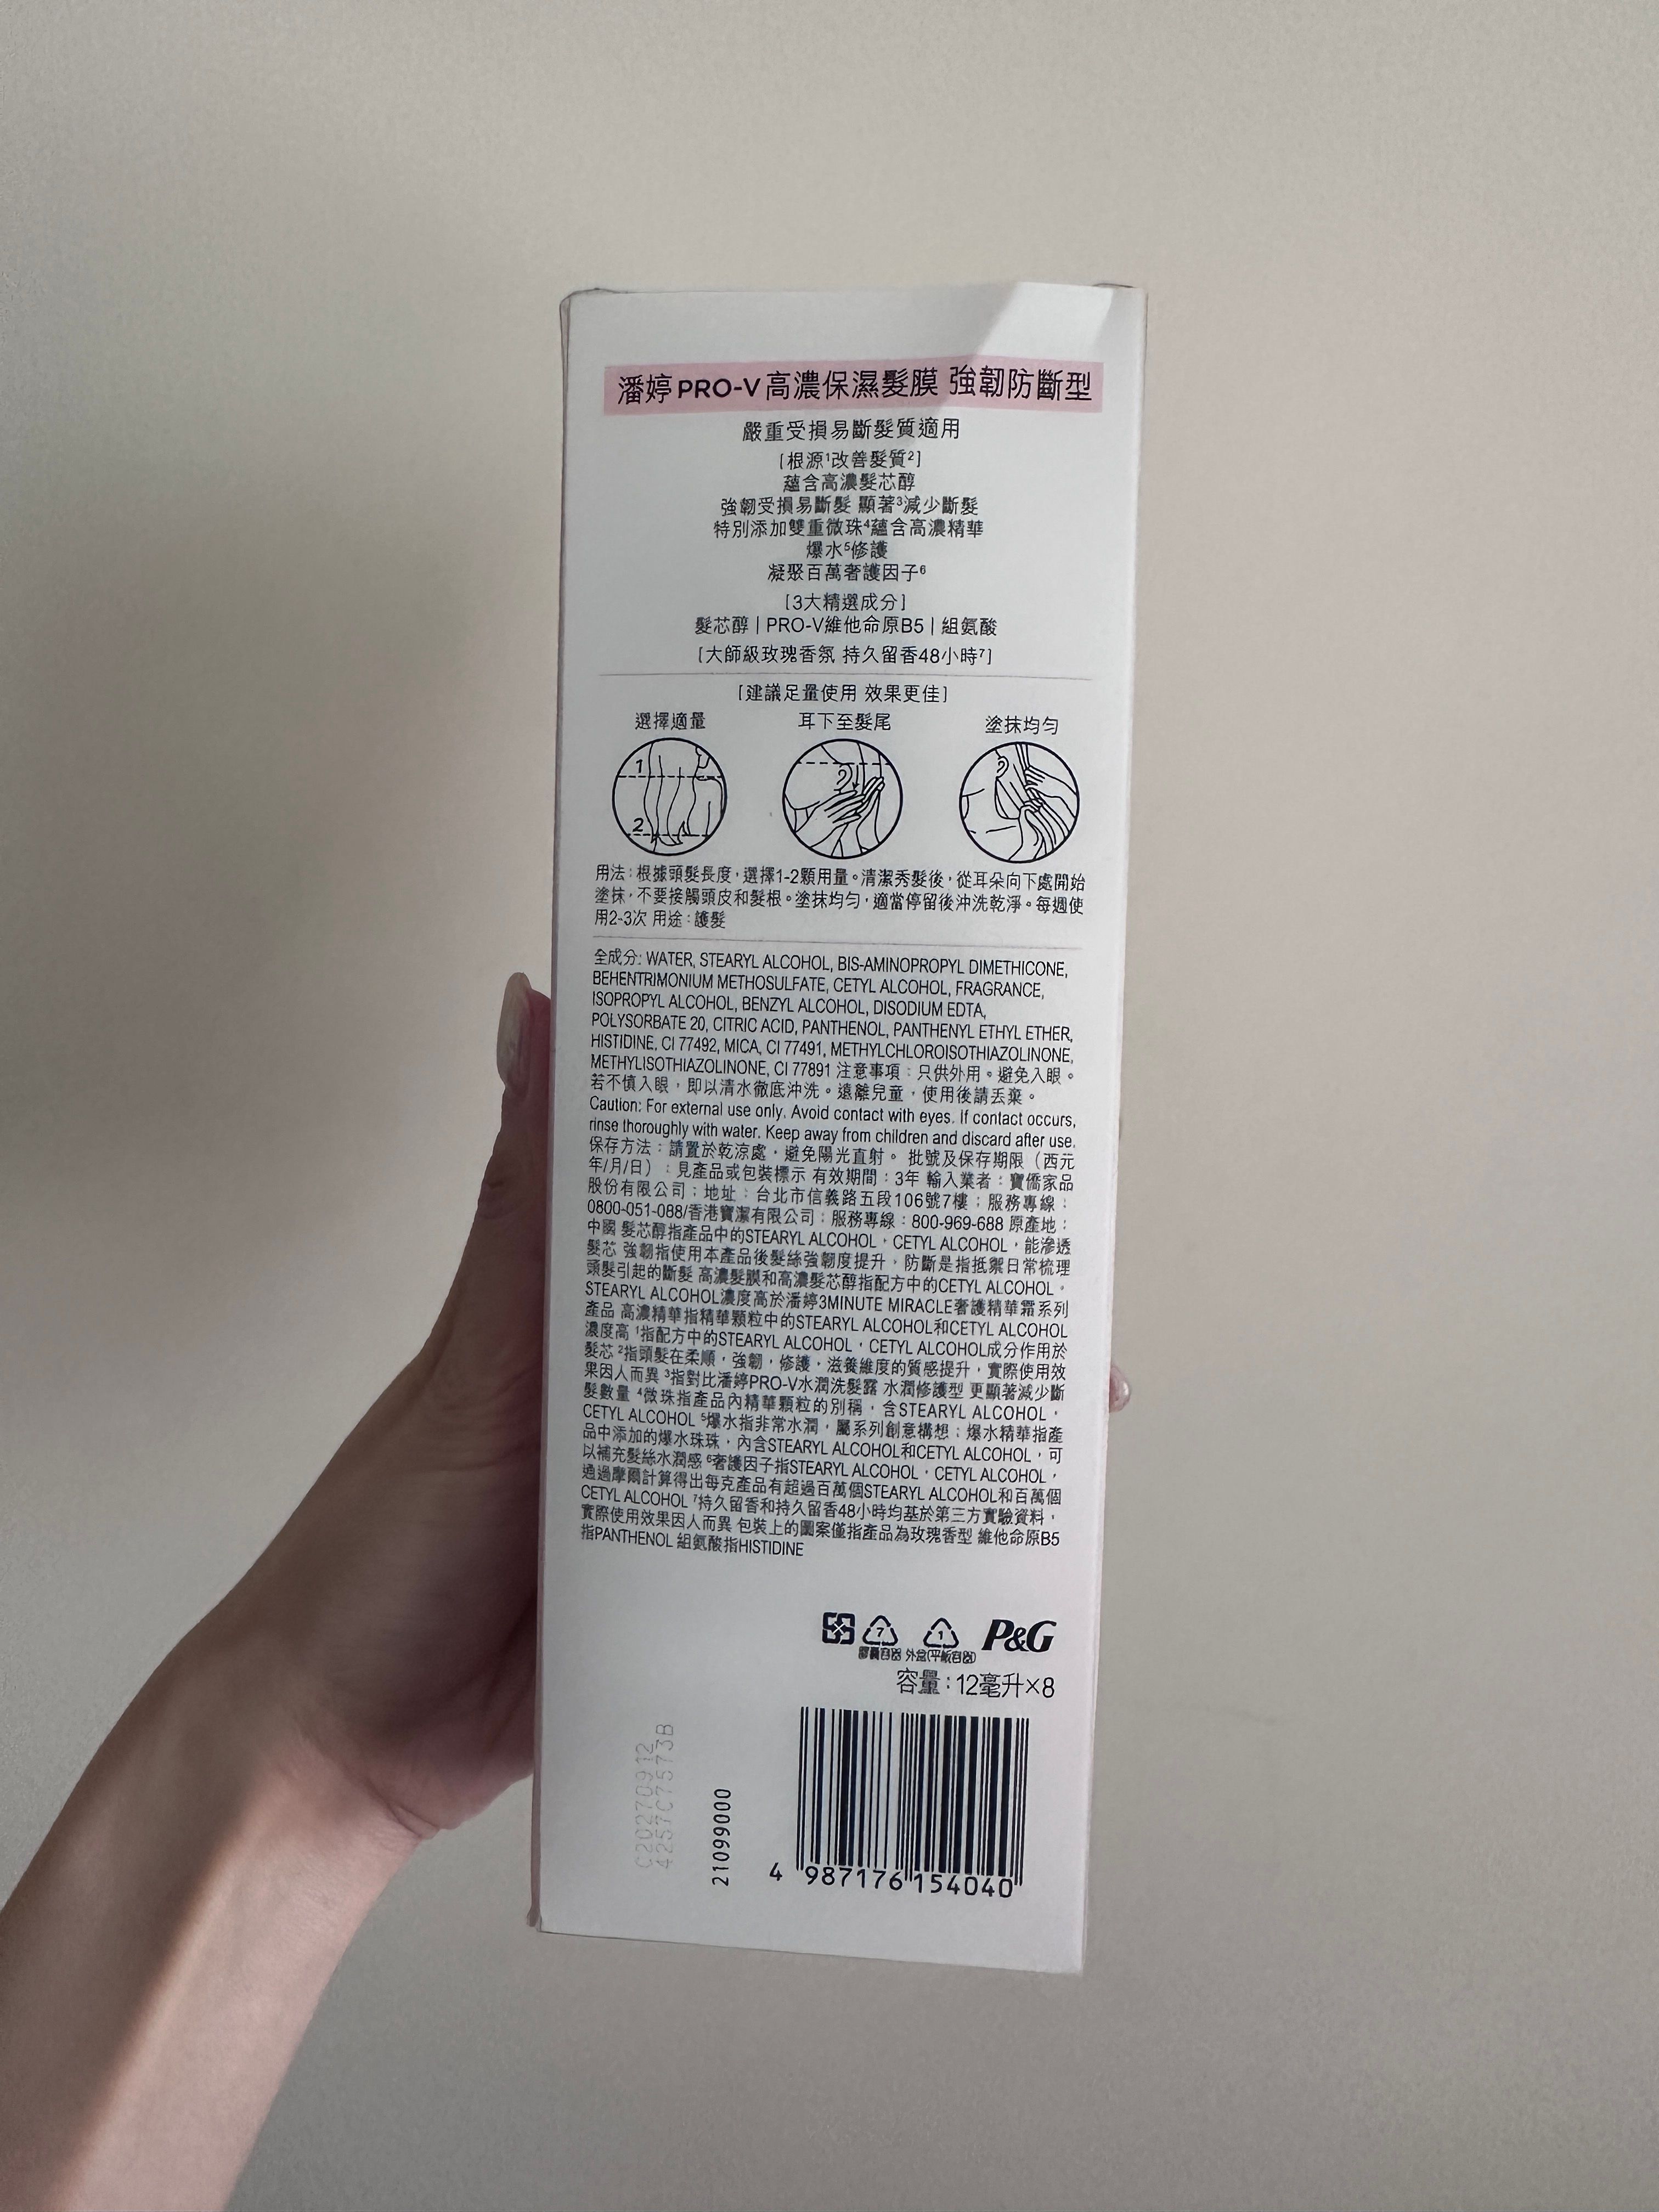 潘婷PRO-V高濃保濕髮膜 強韌防斷型
嚴重受損易斷髮質適用
[根源¹改善髮質²]
蘊含高濃髮芯醇
強韌受損易斷髮 顯著³減少斷髮
特別添加雙重微珠⁴蘊含高濃精華
爆水⁵修護
凝聚百萬奢護因子⁶
[3大精選成分]
髮芯醇 | PRO-V維他命原B5 | 組氨酸
[大師級玫瑰香氛 持久留香48小時⁷]
[建議足量使用 效果更佳]
選擇適量 耳下至髮尾 塗抹均勻
1
2
用法：根據頭髮長度，選擇1-2顆用量。清潔秀髮後，從耳朵向下處開始
塗抹，不要接觸頭皮和髮根。塗抹均勻，適當停留後沖洗乾淨。每週使
用2-3次 用途：護髮
全成分: WATER, STEARYL ALCOHOL, BIS-AMINOPROPYL DIMETHICONE,
BEHENTRIMONIUM METHOSULFATE, CETYL ALCOHOL, FRAGRANCE,
ISOPROPYL ALCOHOL, BENZYL ALCOHOL, DISODIUM EDTA,
POLYSORBATE 20, CITRIC ACID, PANTHENOL, PANTHENYL ETHYL ETHER,
HISTIDINE, CI 77492, MICA, CI 77491, METHYLCHLOROISOTHIAZOLINONE,
METHYLISOTHIAZOLINONE, CI 77891 注意事項：只供外用。避免入眼。
若不慎入眼，即以清水徹底沖洗。遠離兒童，使用後請丟棄。
Caution: For external use only. Avoid contact with eyes. If contact occurs,
rinse thoroughly with water. Keep away from children and discard after use.
保存方法：請置於乾涼處，避免陽光直射。 批號及保存期限（西元
年/月/日）：見產品或包裝標示 有效期間：3年 輸入業者：寶僑家品
股份有限公司；地址：台北市信義路五段106號7樓；服務專線：
0800-051-088/香港寶潔有限公司；服務專線：800-969-688 原產地：
中國 髮芯醇指產品中的STEARYL ALCOHOL，CETYL ALCOHOL，能滲透
髮芯 強韌指使用本產品後髮絲強韌度提升，防斷是指抵禦日常梳理
頭髮引起的斷髮 高濃髮膜和高濃髮芯醇指配方中的CETYL ALCOHOL，
STEARYL ALCOHOL濃度高於潘婷3MINUTE MIRACLE奢護精華霜系列
產品 高濃精華指精華顆粒中的STEARYL ALCOHOL和CETYL ALCOHOL
濃度高 ¹指配方中的STEARYL ALCOHOL，CETYL ALCOHOL成分作用於
髮芯 ²指頭髮在柔順，強韌，修護，滋養維度的質感提升，實際使用效
果因人而異 ³指對比潘婷PRO-V水潤洗髮露 水潤修護型 更顯著減少斷
髮數量 ⁴微珠指產品內精華顆粒的別稱，含STEARYL ALCOHOL，
CETYL ALCOHOL ⁵爆水指非常水潤，屬系列創意構想；爆水精華指產
品中添加的爆水珠珠，內含STEARYL ALCOHOL和CETYL ALCOHOL，可
以補充髮絲水潤感 ⁶奢護因子指STEARYL ALCOHOL，CETYL ALCOHOL，
通過摩爾計算得出每克產品有超過百萬個STEARYL ALCOHOL和百萬個
CETYL ALCOHOL ⁷持久留香和持久留香48小時均基於第三方實驗資料，
實際使用效果因人而異 包裝上的圖案僅指產品為玫瑰香型 維他命原B5
指PANTHENOL 組氨酸指HISTIDINE
7 1 P&G
膠囊容器 外盒(平版容器)
容量：12毫升×8
C20270912
4257C7573B
21099000
4 987176 154040